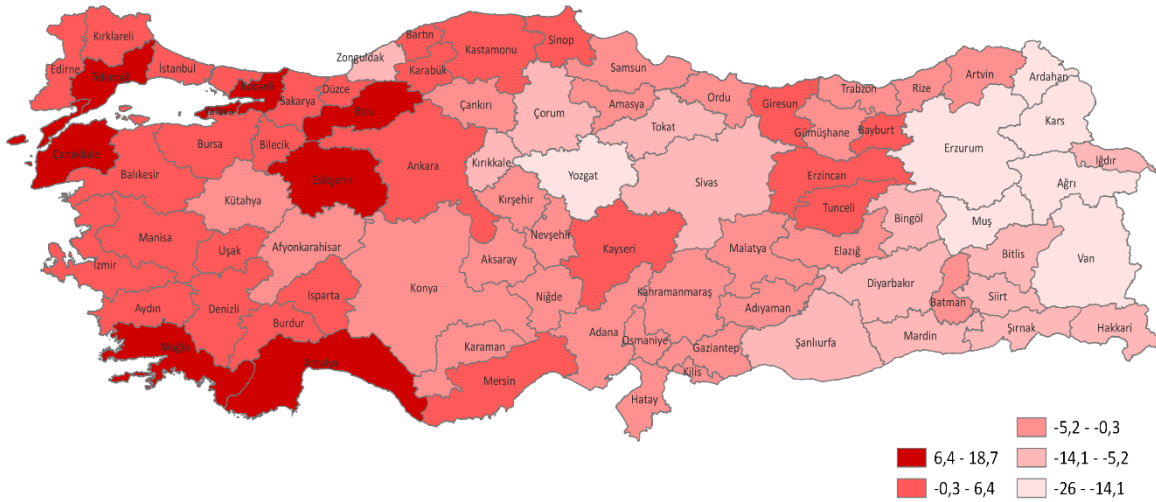 Kırklareli
Edirne
Tekirdağ
İstanbul
Kocaeli
Yalova
Sakarya
Düzce
Zonguldak
Bartın
Karabük
Kastamonu
Sinop
Samsun
Bolu
Çankırı
Çorum
Amasya
Ordu
Tokat
Giresun
Trabzon
Gümüşhane
Bayburt
Rize
Artvin
Ardahan
Kars
Iğdır
Ağrı
Erzurum
Çanakkale
Balıkesir
Bursa
Bilecik
Eskişehir
Ankara
Kırıkkale
Yozgat
Sivas
Erzincan
Tunceli
Bingöl
Muş
Bitlis
Van
Kütahya
Manisa
Uşak
Afyonkarahisar
Kırşehir
Nevşehir
Kayseri
Malatya
Elazığ
Diyarbakır
Batman
Siirt
Hakkari
Şırnak
Mardin
İzmir
Aydın
Denizli
Isparta
Burdur
Konya
Aksaray
Niğde
Kahramanmaraş
Adıyaman
Şanlıurfa
Muğla
Antalya
Karaman
Mersin
Adana
Osmaniye
Gaziantep
Kilis
Hatay
6,4 - 18,7
-0,3 - 6,4
-5,2 - -0,3
-14,1 - -5,2
-26 - -14,1